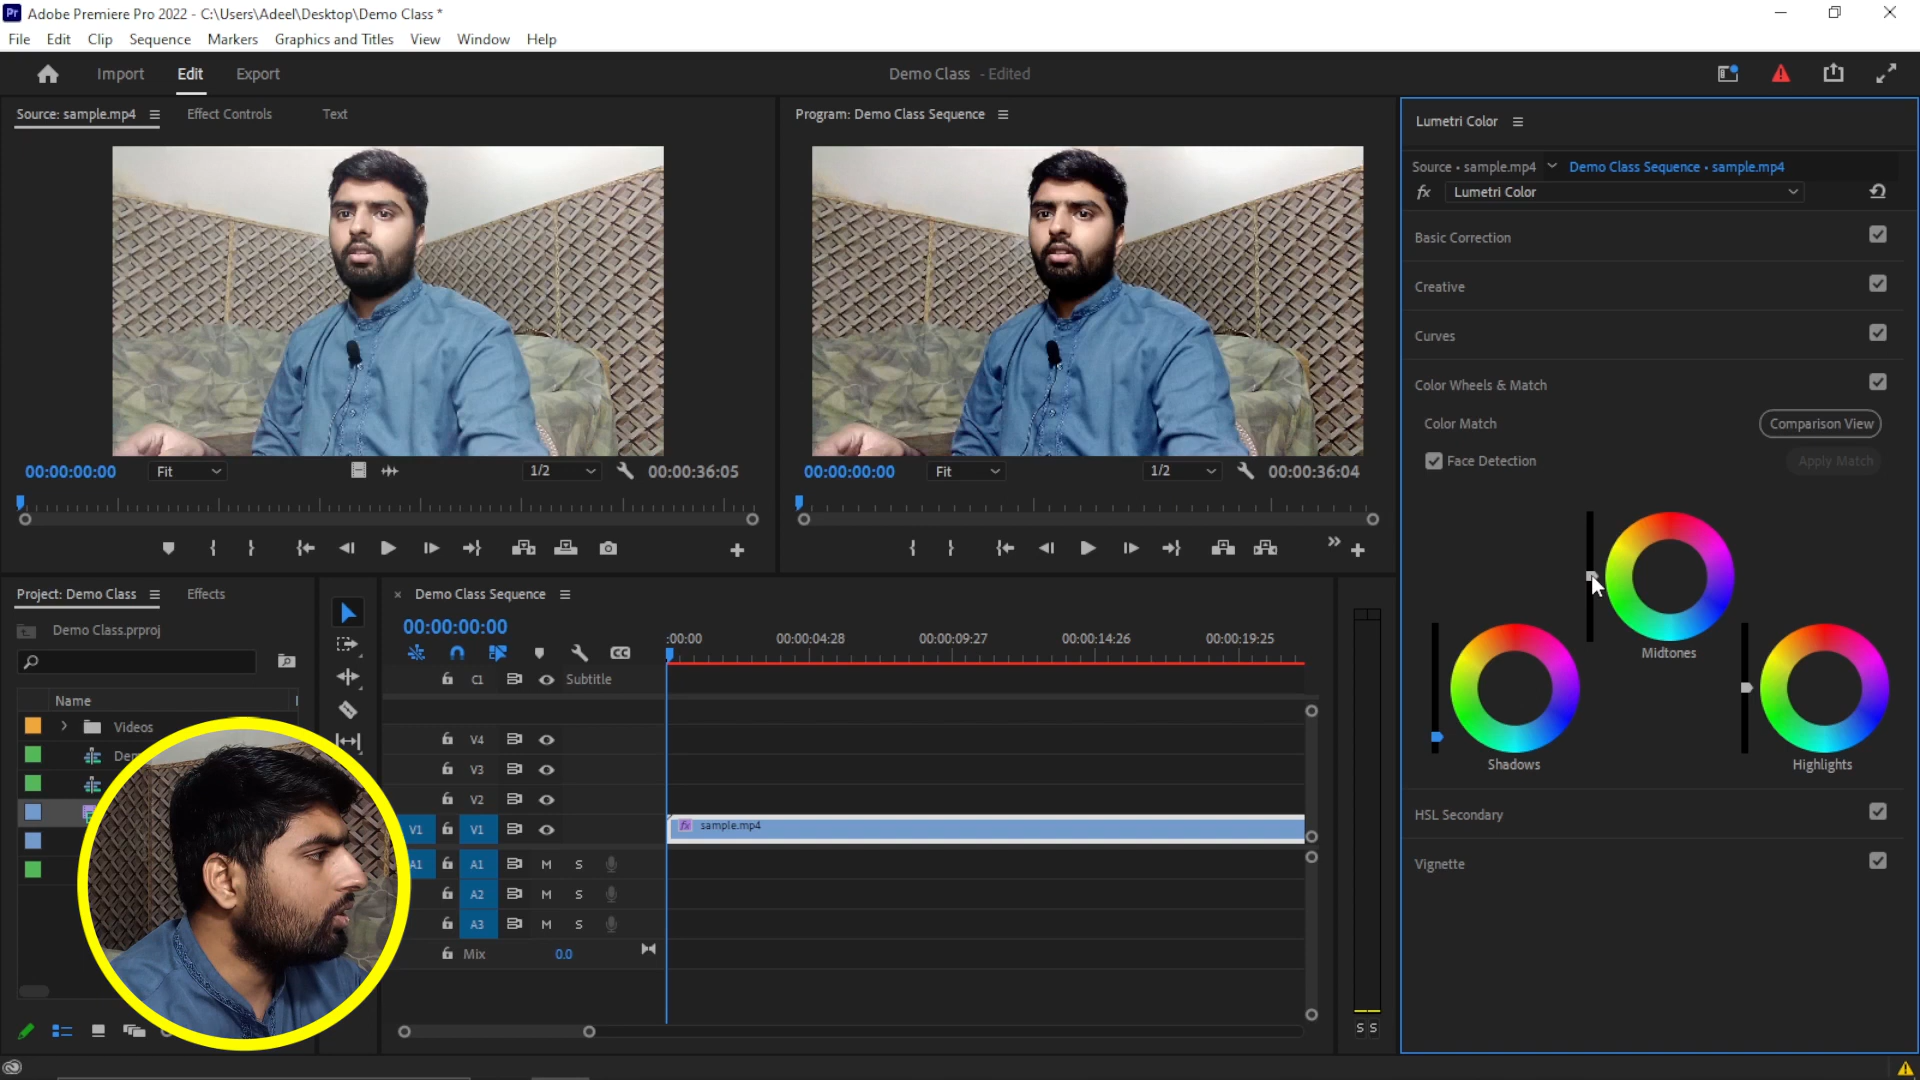 Pr Adobe Premiere Pro 2022 - C:\Users\Adeel\Desktop\Demo Class *
File Edit Clip Sequence Markers Graphics and Titles View Window Help
Import Edit Export Demo Class - Edited
Source: sample.mp4 Effect Controls Text
Program: Demo Class Sequence
Lumetri Color
Source • sample.mp4 Demo Class Sequence • sample.mp4
fx Lumetri Color
Basic Correction
Creative
Curves
Color Wheels & Match
Color Match Comparison View
Face Detection Apply Match
00:00:00:00 Fit 1/2 00:00:36:05
00:00:00:00 Fit 1/2 00:00:36:04
Midtones
Shadows Highlights
HSL Secondary
Vignette
Project: Demo Class Effects
Demo Class.prproj
Name
Videos
Dem
Demo Class Sequence
00:00:00:00
:00:00 00:00:04:28 00:00:09:27 00:00:14:26 00:00:19:25
CC
C1 Subtitle
V4
V3
V2
V1 V1 fx sample.mp4
A1 A1 M S
A2 M S
A3 M S
Mix 0.0
S S